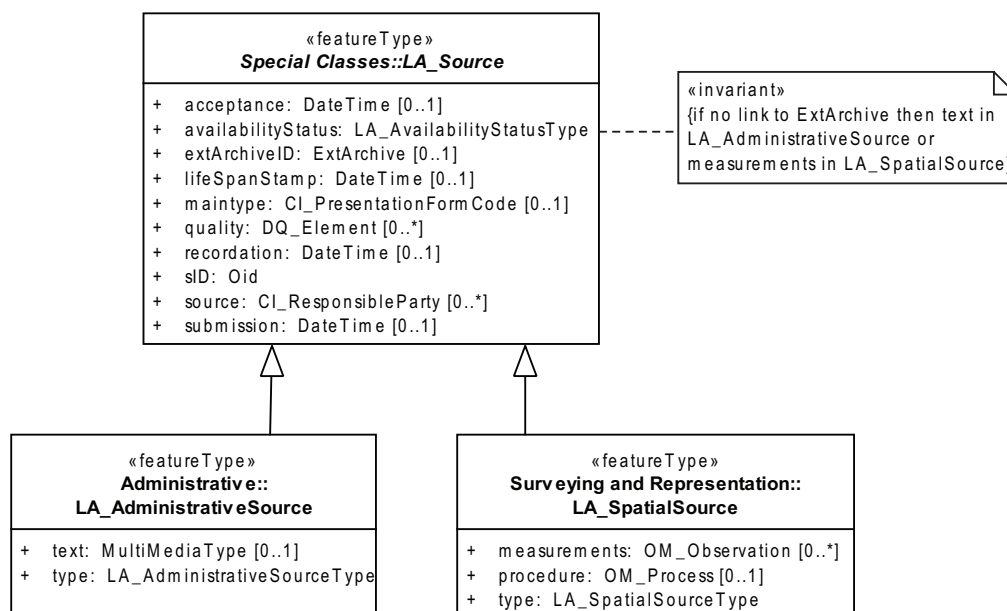 «featureType»
Special Classes::LA_Source
+ acceptance: DateTime [0..1]
+ availabilityStatus: LA_AvailabilityStatusType
+ extArchiveID: ExtArchive [0..1]
+ lifeSpanStamp: DateTime [0..1]
+ maintype: CI_PresentationFormCode [0..1]
+ quality: DQ_Element [0..*]
+ recordation: DateTime [0..1]
+ sID: Oid
+ source: CI_ResponsibleParty [0..*]
+ submission: DateTime [0..1]
«invariant»
{if no link to ExtArchive then text in
LA_AdministrativeSource or
measurements in LA_SpatialSource}
«featureType»
Administrative::
LA_AdministrativeSource
+ text: MultiMediaType [0..1]
+ type: LA_AdministrativeSourceType
«featureType»
Surveying and Representation::
LA_SpatialSource
+ measurements: OM_Observation [0..*]
+ procedure: OM_Process [0..1]
+ type: LA_SpatialSourceType